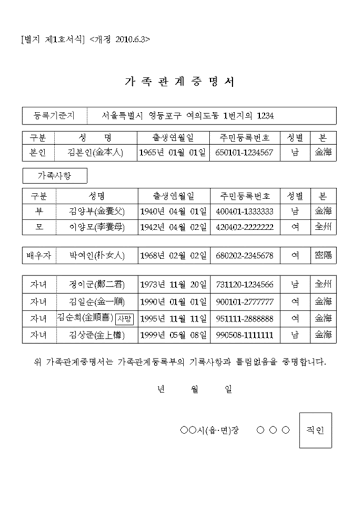 [별지 제1호서식] <개정 2010.6.3>
가 족 관 계 증 명 서
등록기준지 서울특별시 영등포구 여의도동 1번지의 1234
구분 성 명 출생연월일 주민등록번호 성별 본
본인 김본인(金本人) 1965년 01월 01일 650101-1234567 남 金海
가족사항
구분 성명 출생연월일 주민등록번호 성별 본
부 김양부(金養父) 1940년 04월 01일 400401-1333333 남 金海
모 이양모(李養母) 1942년 04월 02일 420402-2222222 여 全州
배우자 박여인(朴女人) 1968년 02월 02일 680202-2345678 여 密陽
자녀 정이군(鄭二君) 1973년 11월 20일 731120-1234566 남 全州
자녀 김일순(金一順) 1990년 01월 01일 900101-2777777 여 金海
자녀 김순희(金順喜) 사망 1995년 11월 11일 951111-2888888 여 金海
자녀 김상준(金上樽) 1999년 05월 08일 990508-1111111 남 金海
위 가족관계증명서는 가족관계등록부의 기록사항과 틀림없음을 증명합니다.
년 월 일
○○시(읍·면)장 ○ ○ ○ 직인